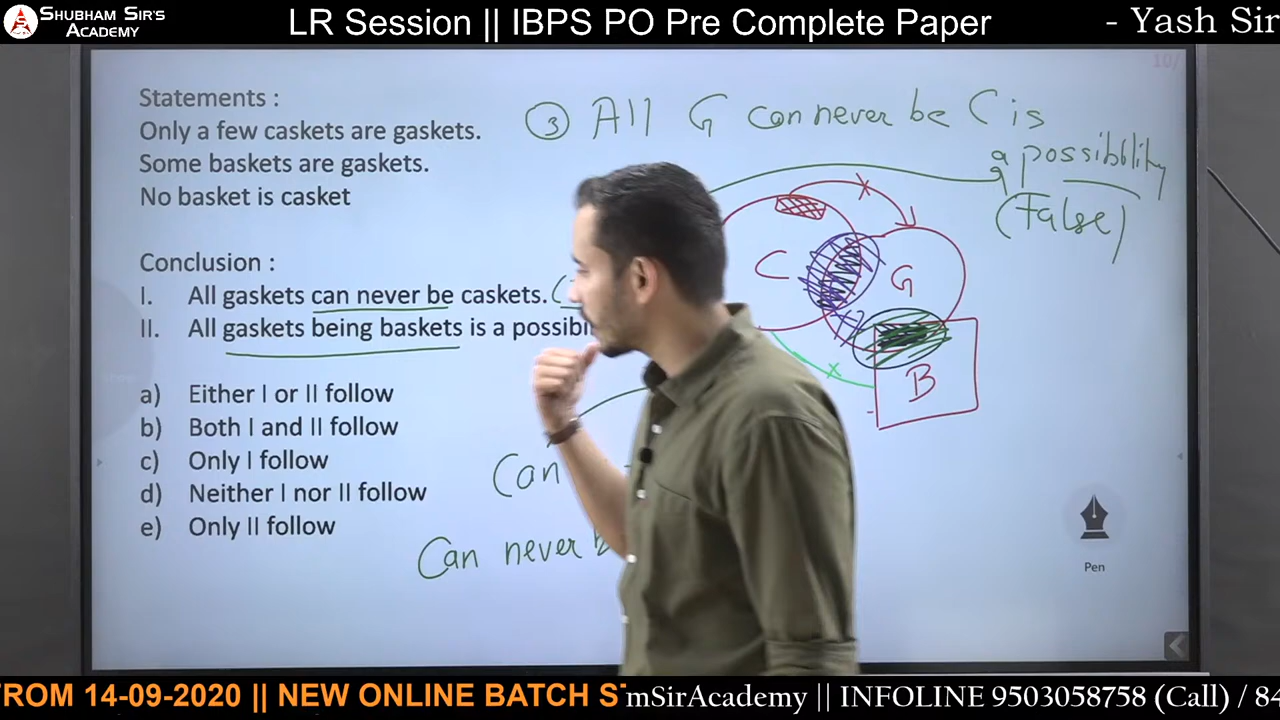 SHUBHAM SIR'S
ACADEMY
LR Session || IBPS PO Pre Complete Paper
- Yash Sir
10/
Statements :
Only a few caskets are gaskets.
Some baskets are gaskets.
No basket is casket
Conclusion :
I. All gaskets can never be caskets.
II. All gaskets being baskets is a possibi
a) Either I or II follow
b) Both I and II follow
c) Only I follow
d) Neither I nor II follow
e) Only II follow
③ All G can never be C is
a possibility
(False)
C
G
B
Can
Can never b
Pen
FROM 14-09-2020 || NEW ONLINE BATCH S
mSirAcademy || INFOLINE 9503058758 (Call) / 84